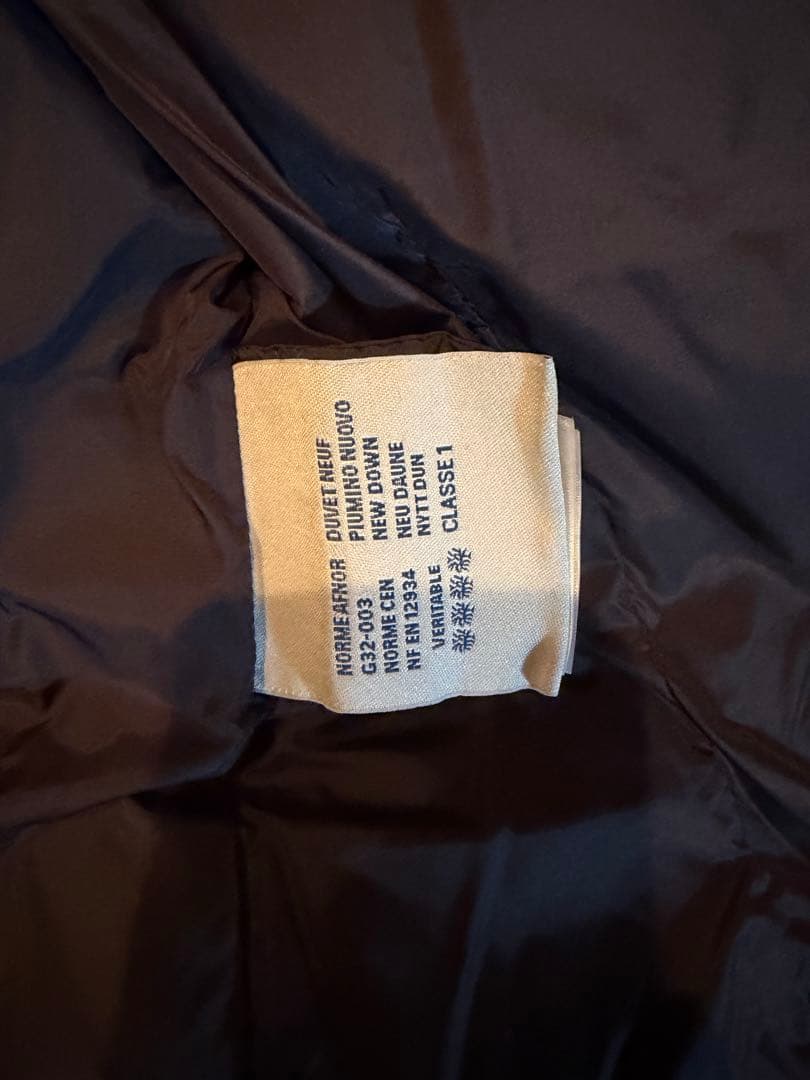 NORME AFNOR DUVET NEUF
G32-003 PIUMINO NUOVO
NORME CEN NEW DOWN
NF EN 12934 NEU DAUNE
VERITABLE NYTT DUN
CLASSE 1